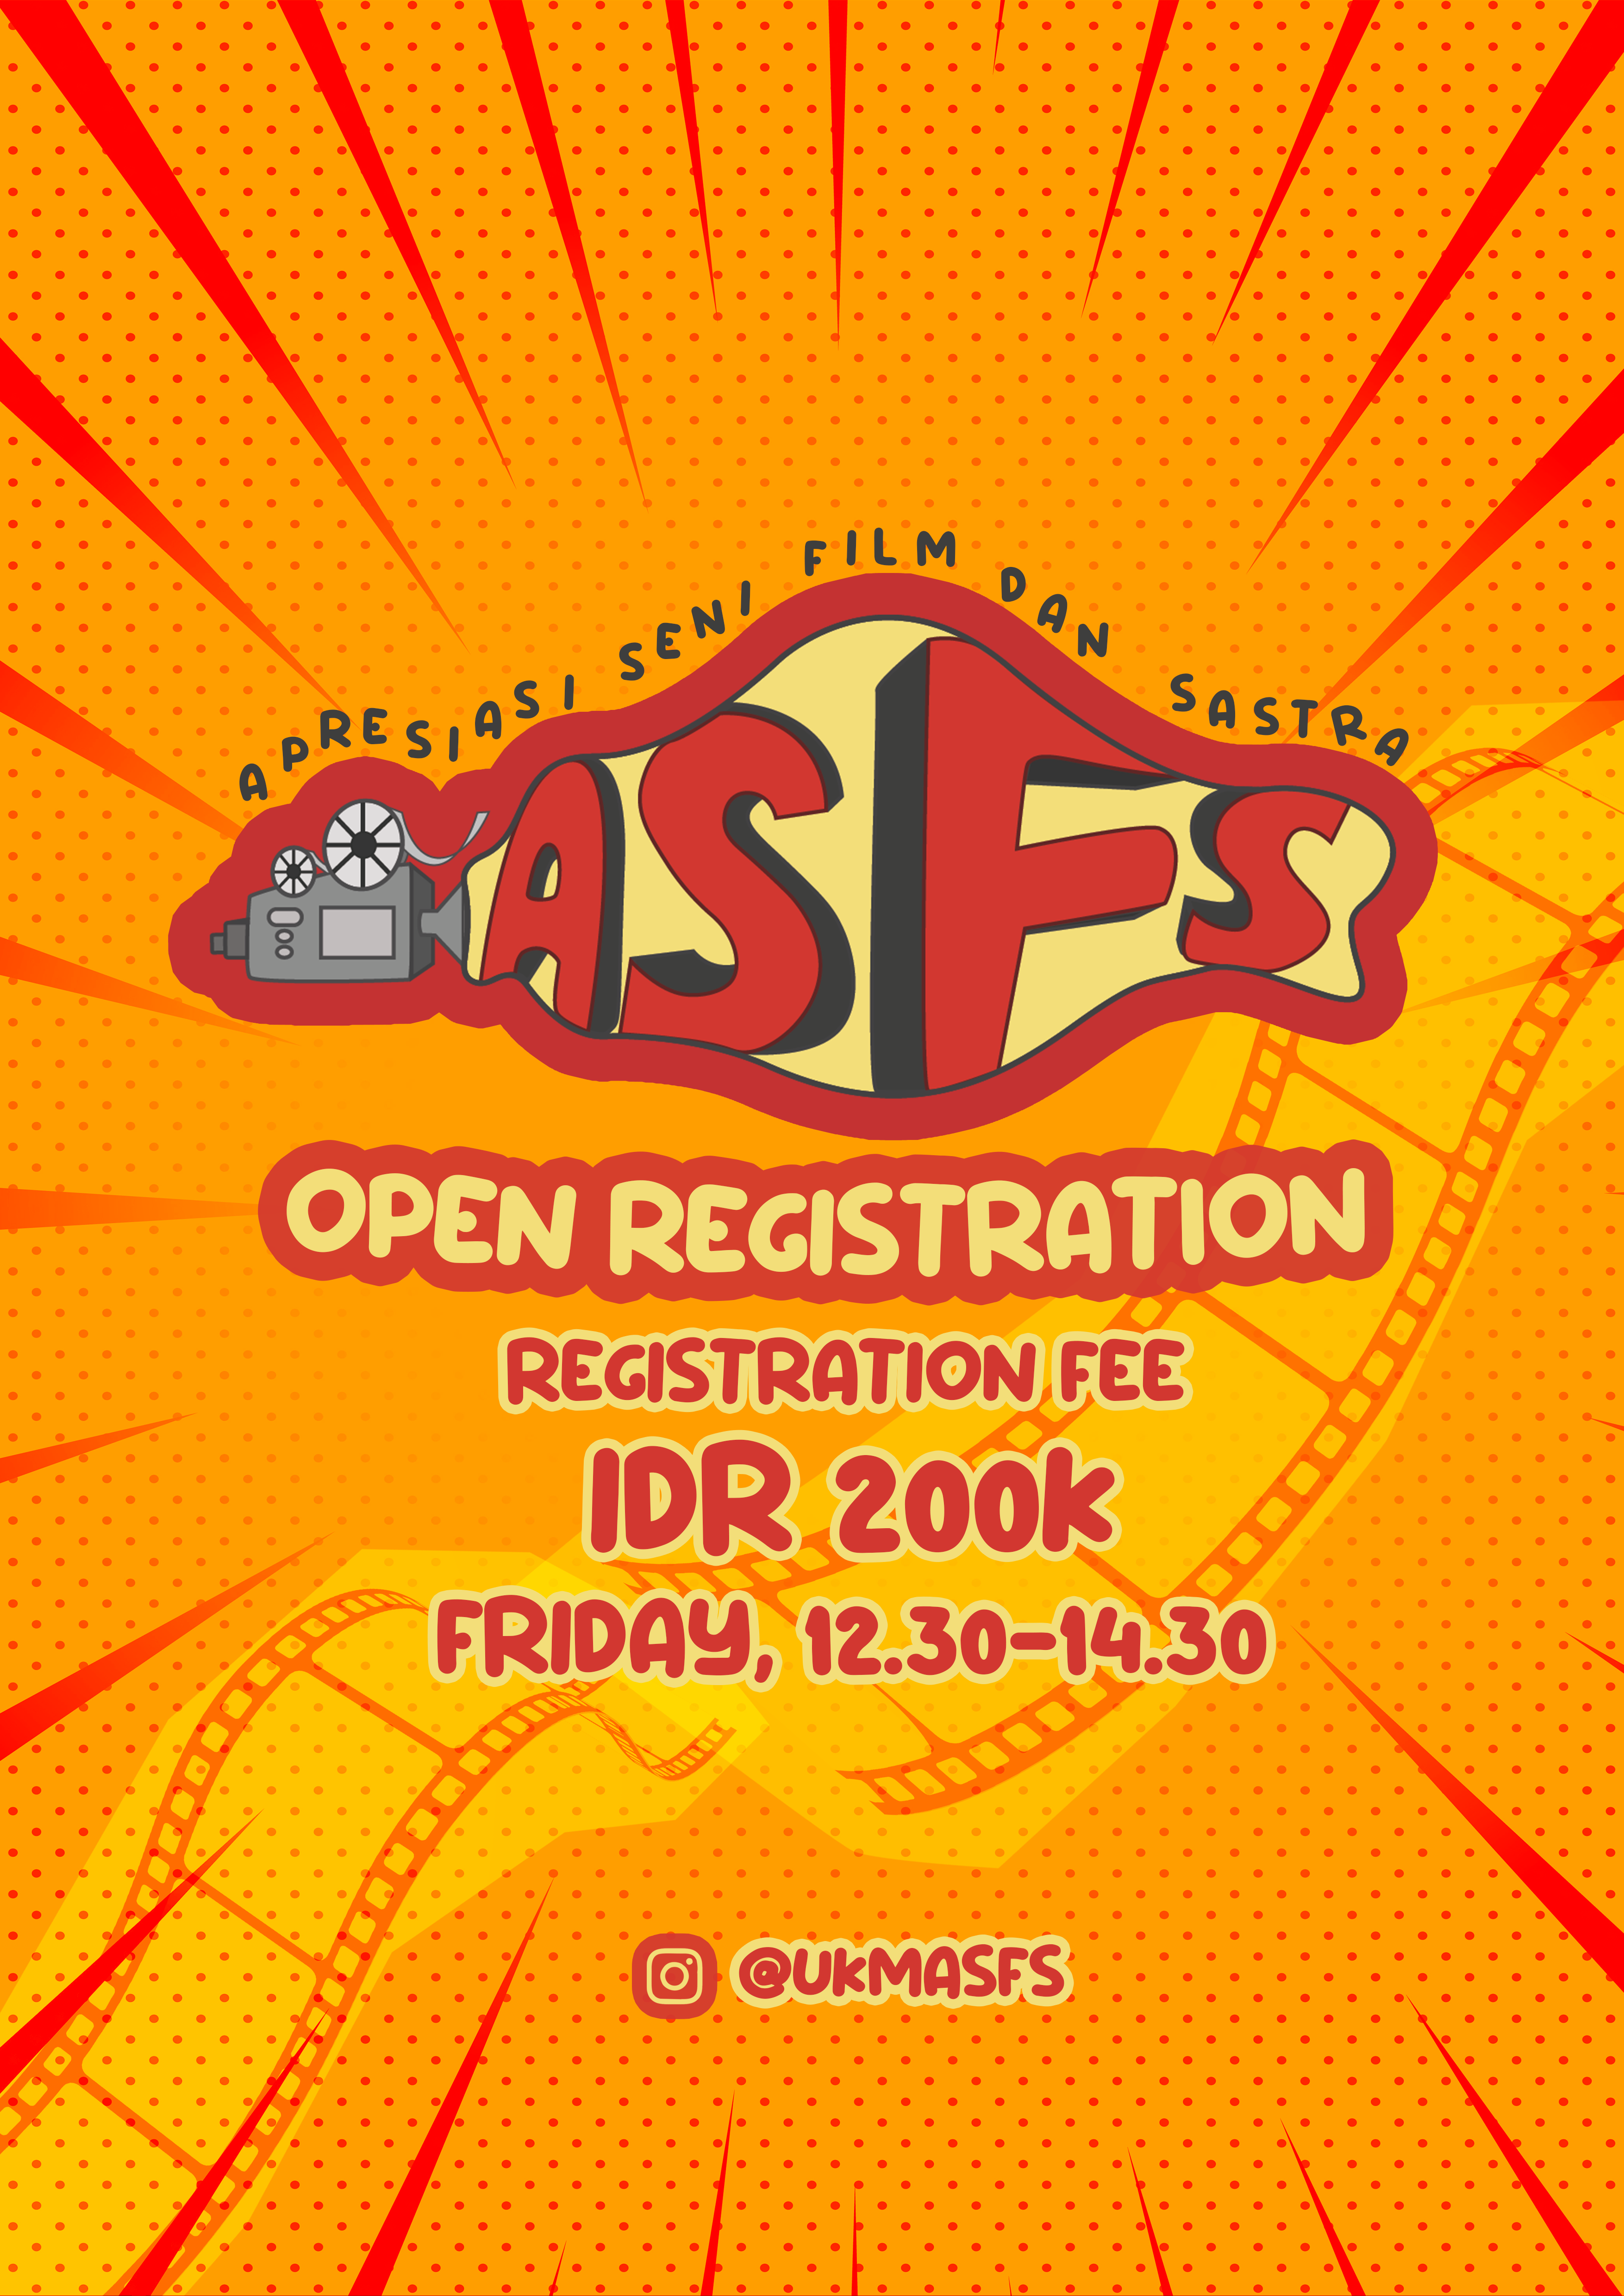 APRESIASI SENI FILM DAN SASTRA
ASFS
OPEN REGISTRATION
REGISTRATION FEE
IDR 200K
FRIDAY, 12.30-14.30
@UKMASFS